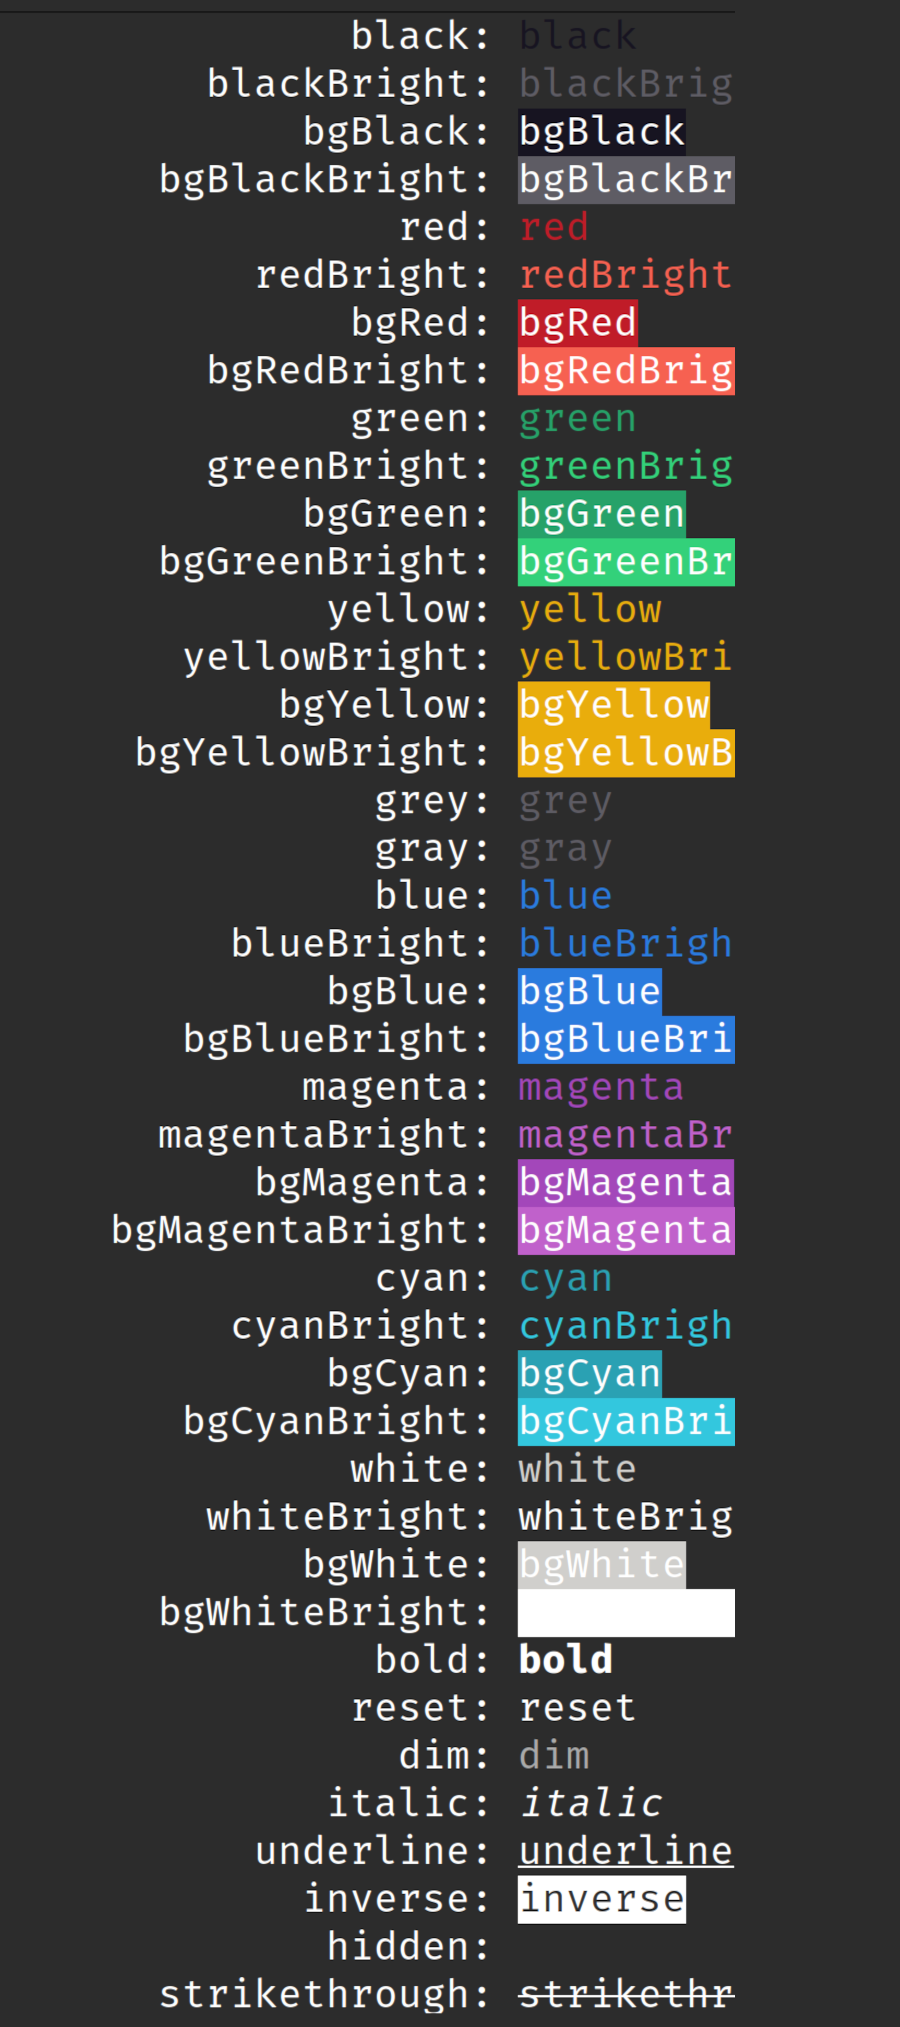 black: black
blackBright: blackBrig
bgBlack: bgBlack
bgBlackBright: bgBlackBr
red: red
redBright: redBright
bgRed: bgRed
bgRedBright: bgRedBrig
green: green
greenBright: greenBrig
bgGreen: bgGreen
bgGreenBright: bgGreenBr
yellow: yellow
yellowBright: yellowBri
bgYellow: bgYellow
bgYellowBright: bgYellowB
grey: grey
gray: gray
blue: blue
blueBright: blueBrigh
bgBlue: bgBlue
bgBlueBright: bgBlueBri
magenta: magenta
magentaBright: magentaBr
bgMagenta: bgMagenta
bgMagentaBright: bgMagenta
cyan: cyan
cyanBright: cyanBrigh
bgCyan: bgCyan
bgCyanBright: bgCyanBri
white: white
whiteBright: whiteBrig
bgWhite: bgWhite
bgWhiteBright:
bold: bold
reset: reset
dim: dim
italic: italic
underline: underline
inverse: inverse
hidden:
strikethrough: strikethr